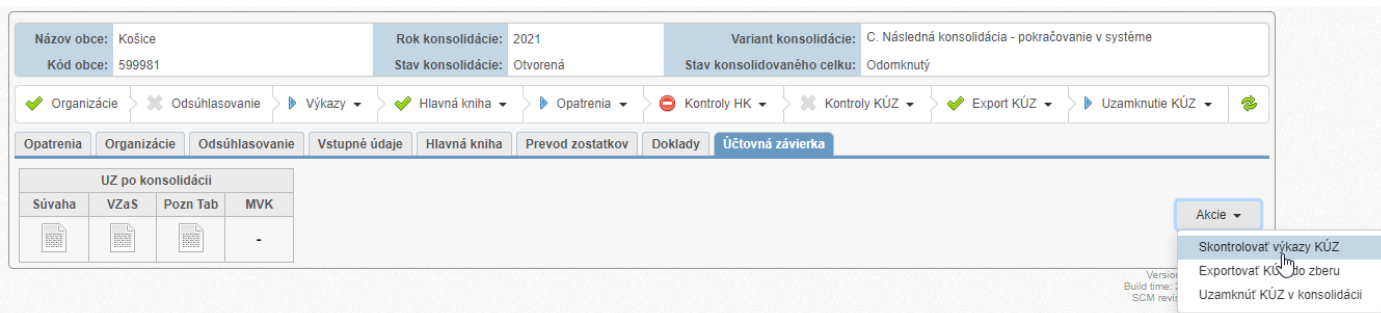 Názov obce: Košice Rok konsolidácie: 2021 Variant konsolidácie: C. Následná konsolidácia - pokračovanie v systéme
Kód obce: 599981 Stav konsolidácie: Otvorená Stav konsolidovaného celku: Odomknutý
Organizácie Odsúhlasovanie Výkazy Hlavná kniha Opatrenia Kontroly HK Kontroly KÚZ Export KÚZ Uzamknutie KÚZ
Opatrenia Organizácie Odsúhlasovanie Vstupné údaje Hlavná kniha Prevod zostatkov Doklady Účtovná závierka
UZ po konsolidácii
Súvaha VZaS Pozn Tab MVK
-
Akcie
Skontrolovať výkazy KÚZ
Exportovať do zberu
Uzamknúť KÚZ v konsolidácii
Build time:
SCM